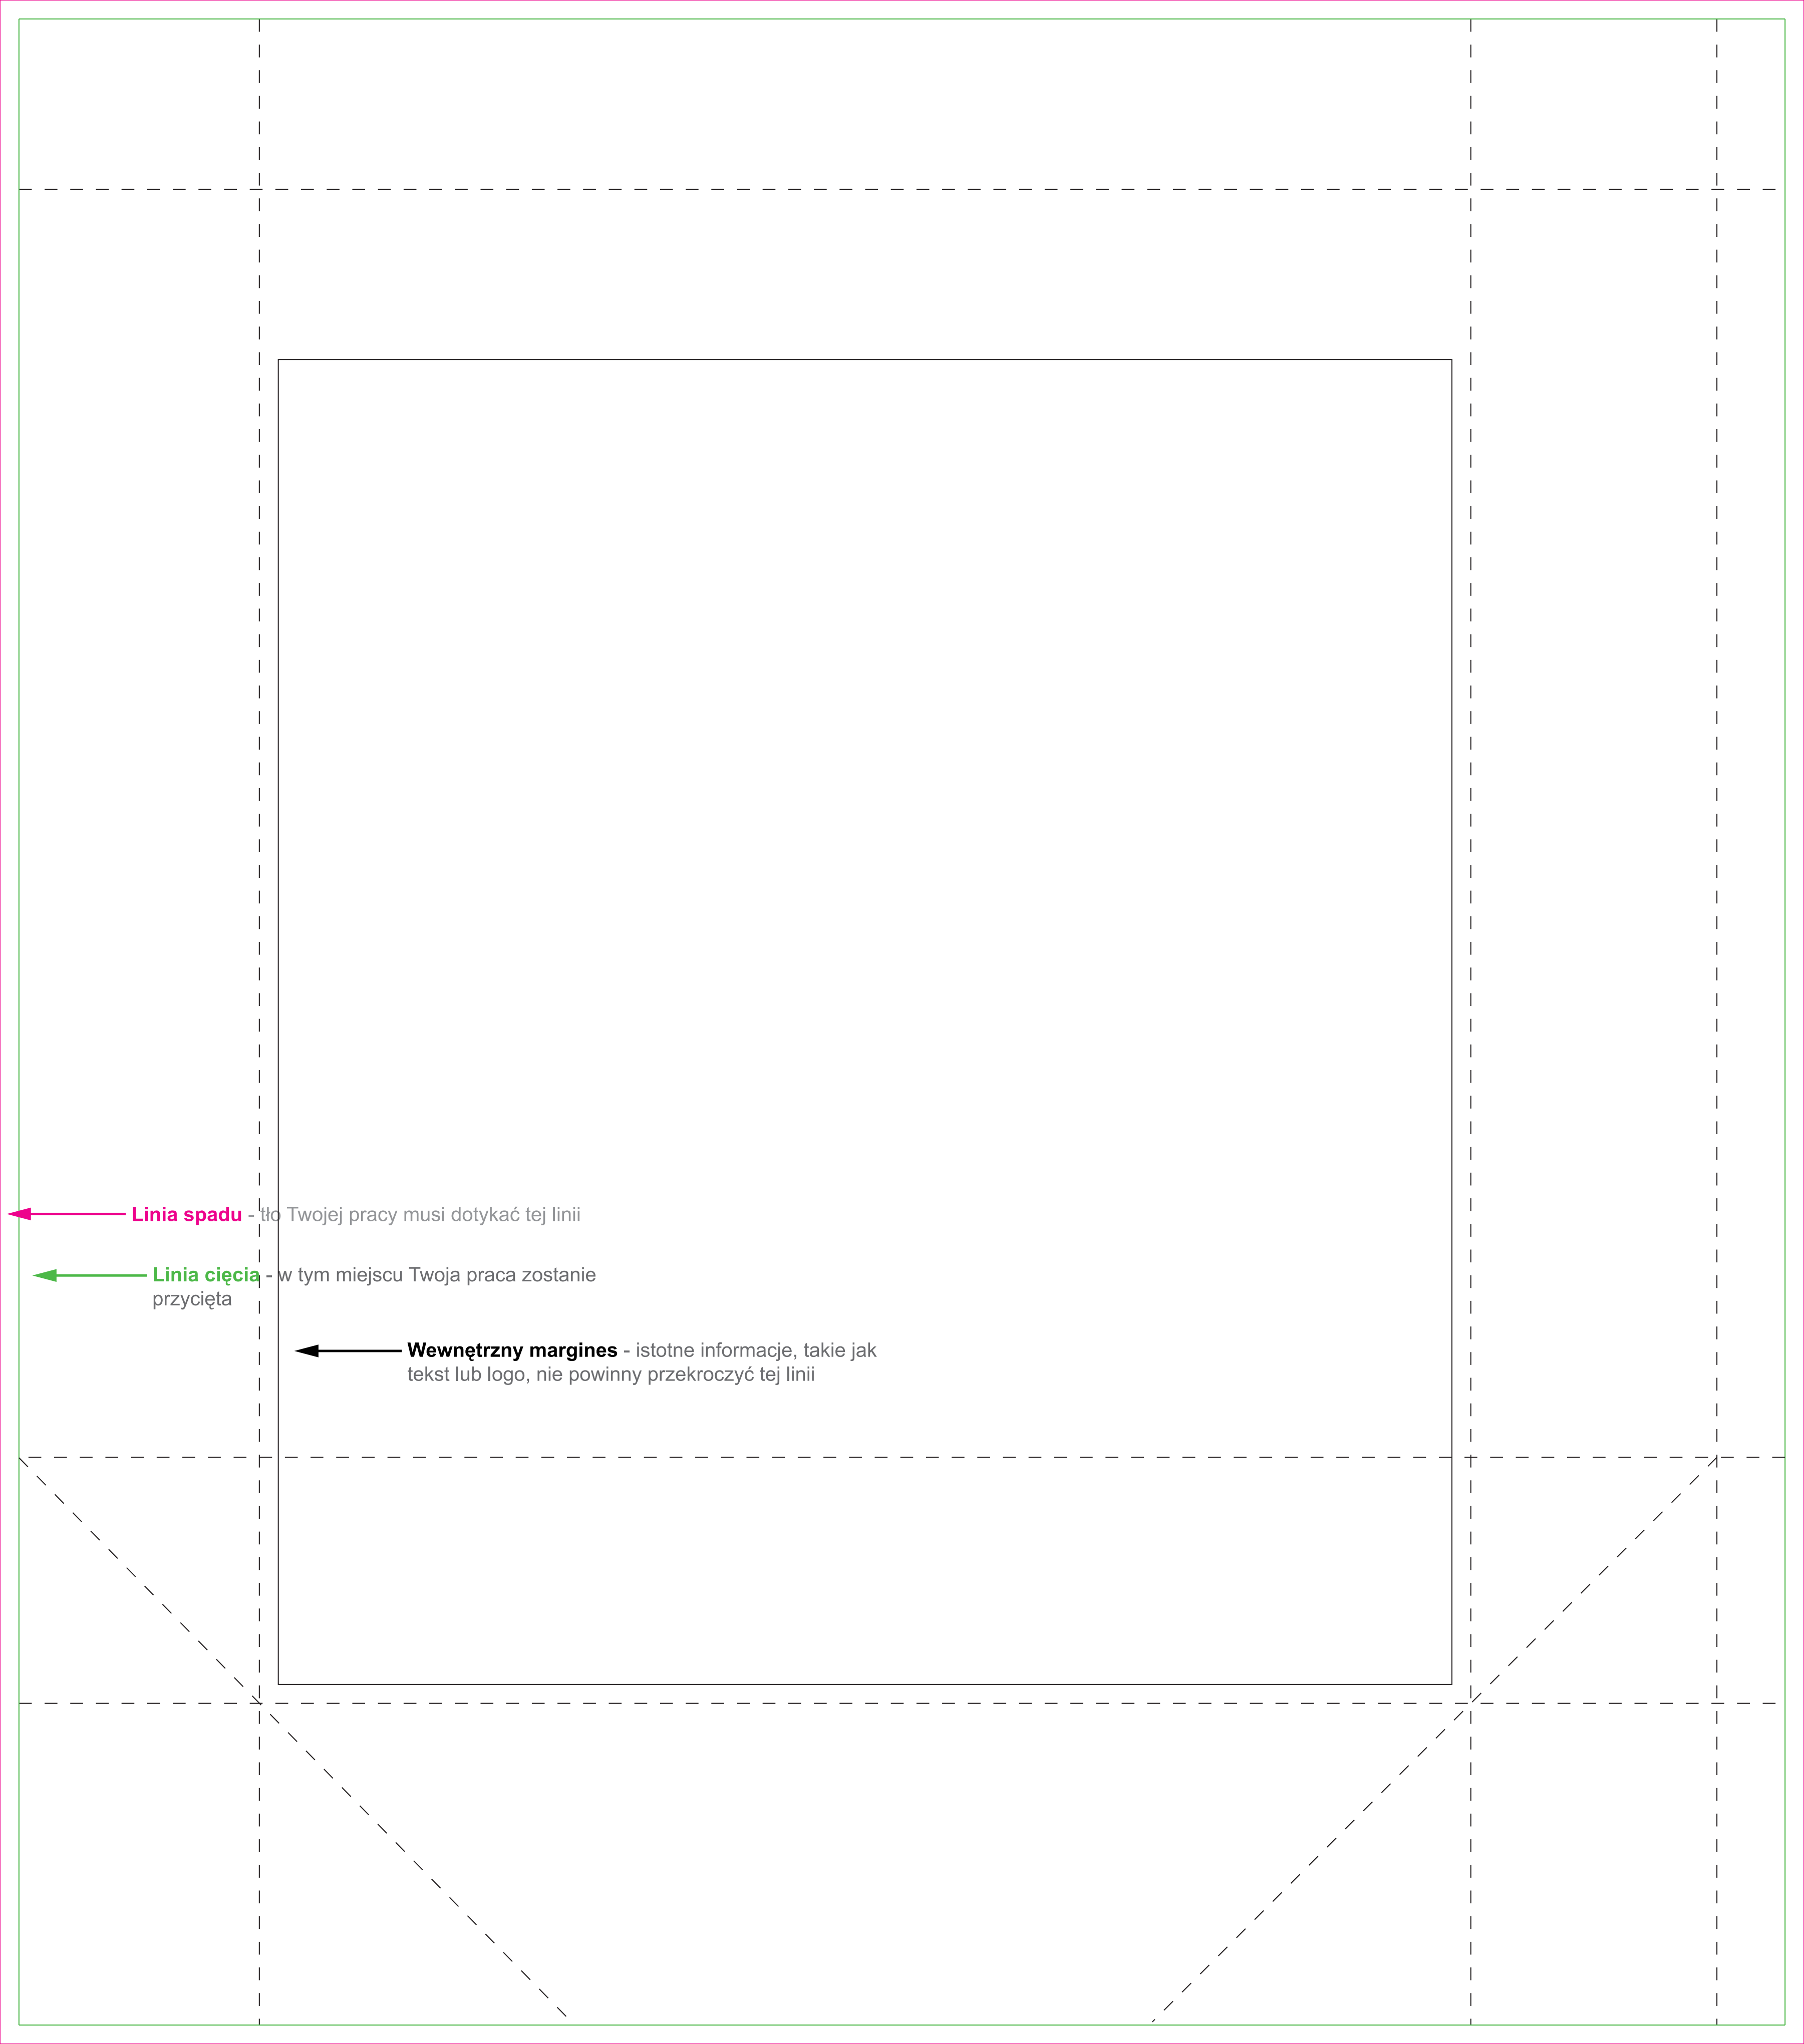 Linia spadu - tło Twojej pracy musi dotykać tej linii
Linia cięcia - w tym miejscu Twoja praca zostanie
przycięta
Wewnętrzny margines - istotne informacje, takie jak
tekst lub logo, nie powinny przekroczyć tej linii